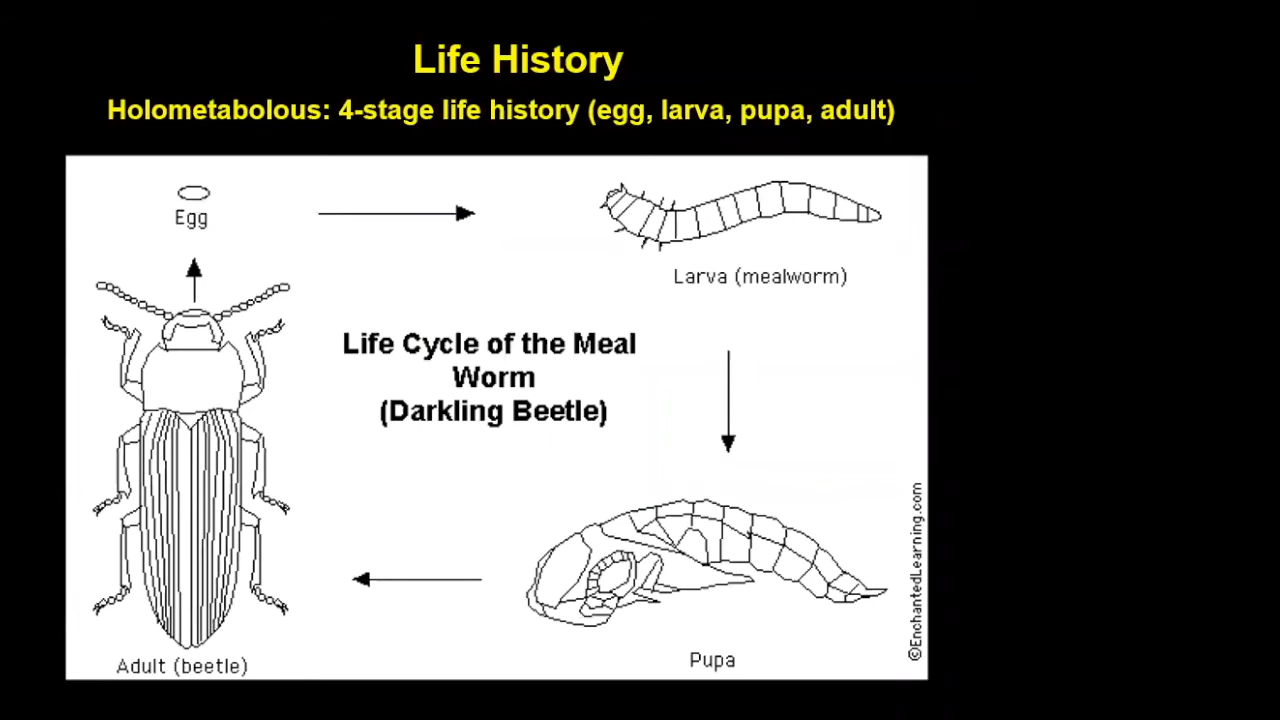 Life History
Holometabolous: 4-stage life history (egg, larva, pupa, adult)
Egg
Larva (mealworm)
Life Cycle of the Meal
Worm
(Darkling Beetle)
Adult (beetle)
Pupa
©EnchantedLearning.com